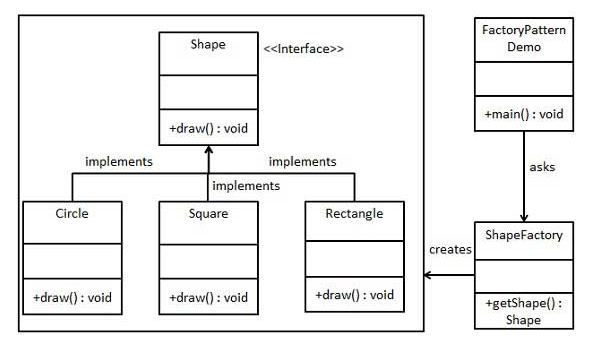 Shape
<<Interface>>
+draw() : void
implements
implements
implements
Circle
+draw() : void
Square
+draw() : void
Rectangle
+draw() : void
FactoryPattern
Demo
+main() : void
asks
creates
ShapeFactory
+getShape() :
Shape